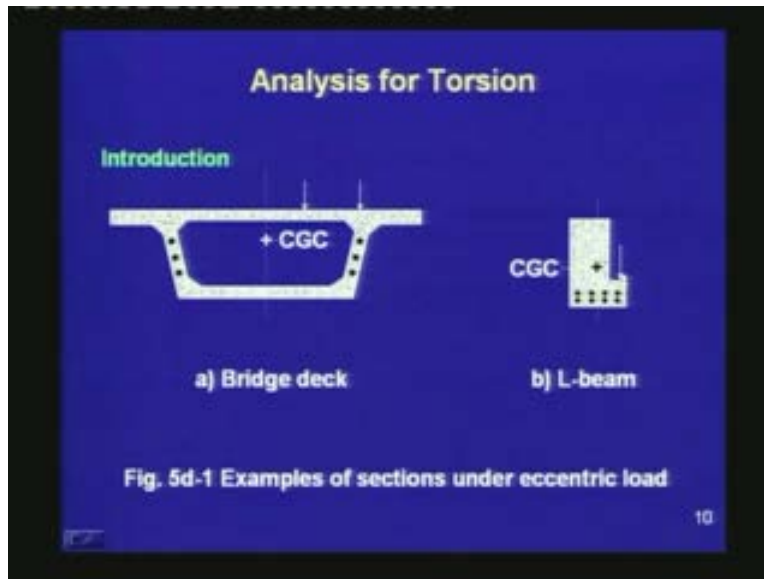 Analysis for Torsion
Introduction
+ CGC
CGC +
a) Bridge deck
b) L-beam
Fig. 5d-1 Examples of sections under eccentric load
10